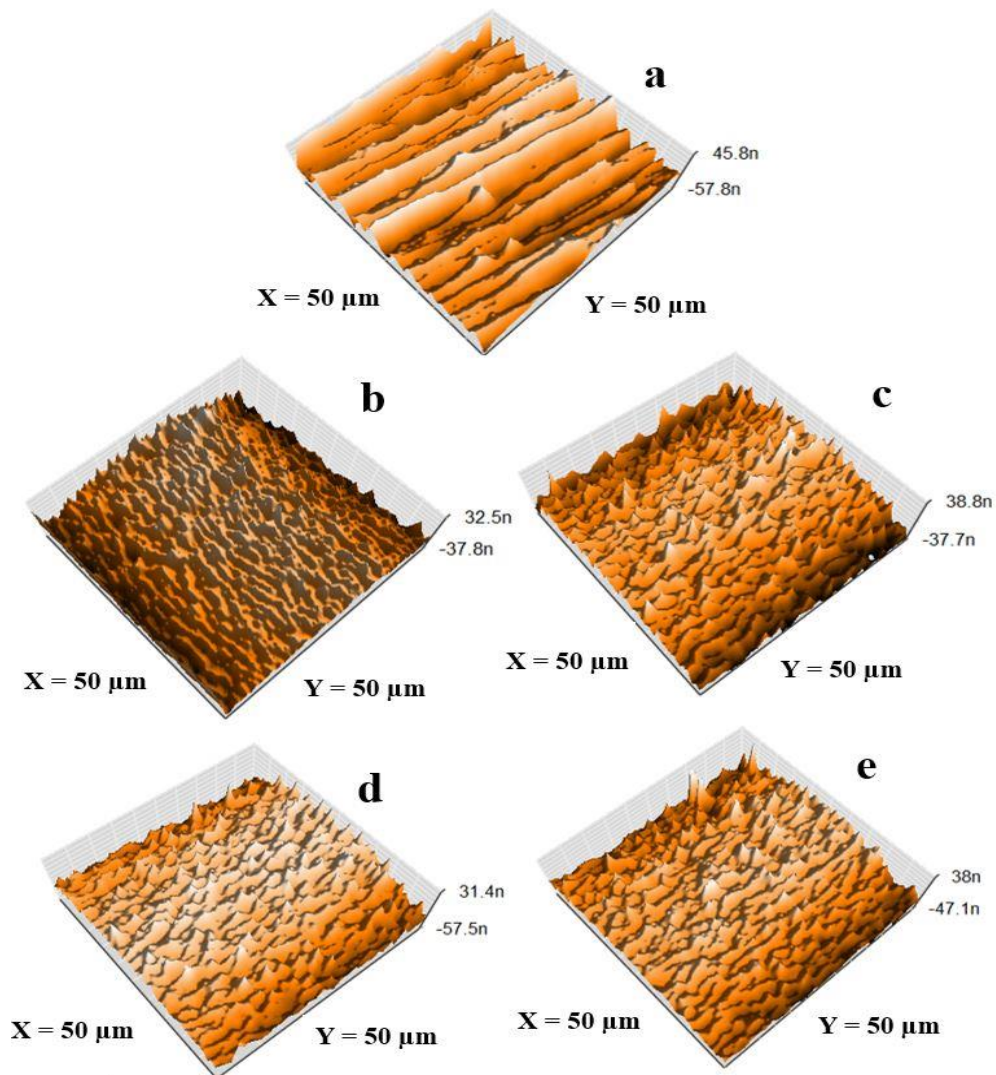 a
45.8n
-57.8n
X = 50 µm
Y = 50 µm
b
32.5n
-37.8n
X = 50 µm
Y = 50 µm
c
38.8n
-37.7n
X = 50 µm
Y = 50 µm
d
31.4n
-57.5n
X = 50 µm
Y = 50 µm
e
38n
-47.1n
X = 50 µm
Y = 50 µm